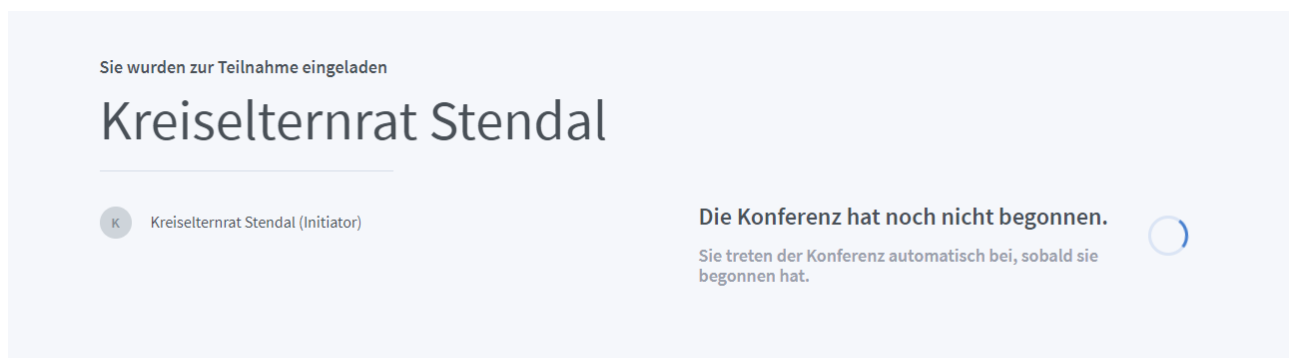 Sie wurden zur Teilnahme eingeladen
Kreiselternrat Stendal
K
Kreiselternrat Stendal (Initiator)
Die Konferenz hat noch nicht begonnen.
Sie treten der Konferenz automatisch bei, sobald sie
begonnen hat.